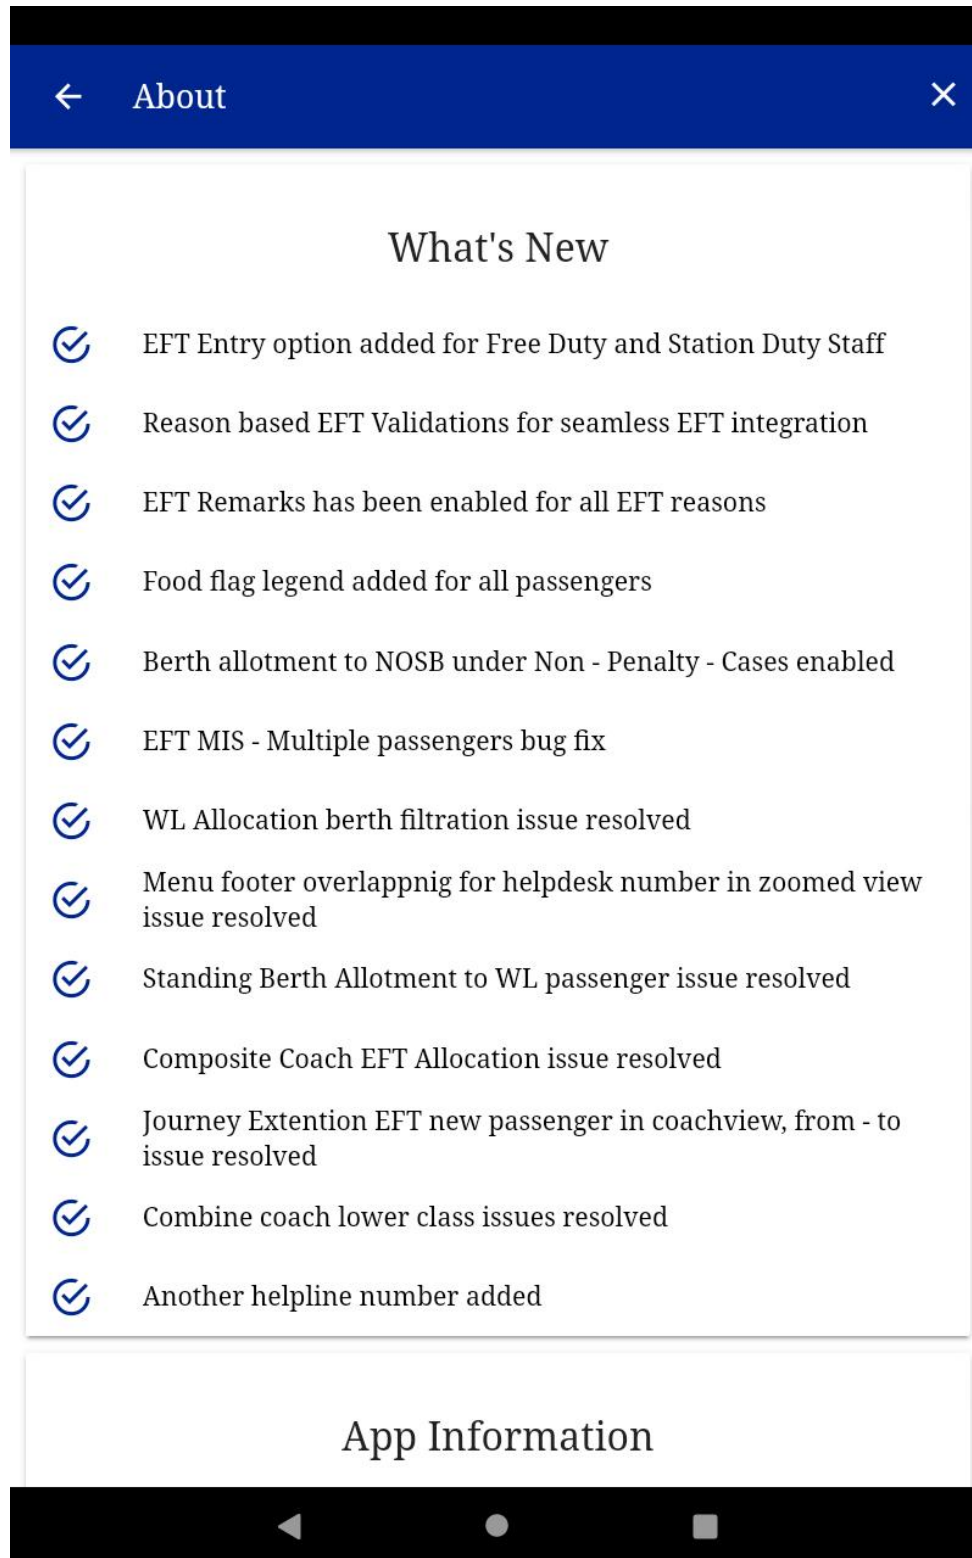 About
What's New
EFT Entry option added for Free Duty and Station Duty Staff
Reason based EFT Validations for seamless EFT integration
EFT Remarks has been enabled for all EFT reasons
Food flag legend added for all passengers
Berth allotment to NOSB under Non - Penalty - Cases enabled
EFT MIS - Multiple passengers bug fix
WL Allocation berth filtration issue resolved
Menu footer overlappnig for helpdesk number in zoomed view
issue resolved
Standing Berth Allotment to WL passenger issue resolved
Composite Coach EFT Allocation issue resolved
Journey Extention EFT new passenger in coachview, from - to
issue resolved
Combine coach lower class issues resolved
Another helpline number added
App Information